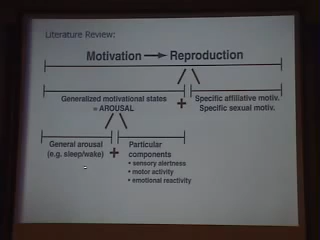 Literature Review:
Motivation → Reproduction
Generalized motivational states
= AROUSAL
+
Specific affiliative motiv.
Specific sexual motiv.
General arousal
(e.g. sleep/wake)
+
Particular
components
• sensory alertness
• motor activity
• emotional reactivity